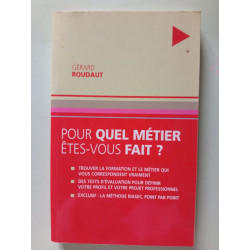 GÉRARD
ROUDAUT
POUR QUEL MÉTIER
ÊTES-VOUS FAIT ?
TROUVER LA FORMATION ET LE MÉTIER QUI
VOUS CORRESPONDENT VRAIMENT
DES TESTS D'ÉVALUATION POUR DÉFINIR
VOTRE PROFIL ET VOTRE PROJET PROFESSIONNEL
EXCLUSIF : LA MÉTHODE RIASEC, POINT PAR POINT